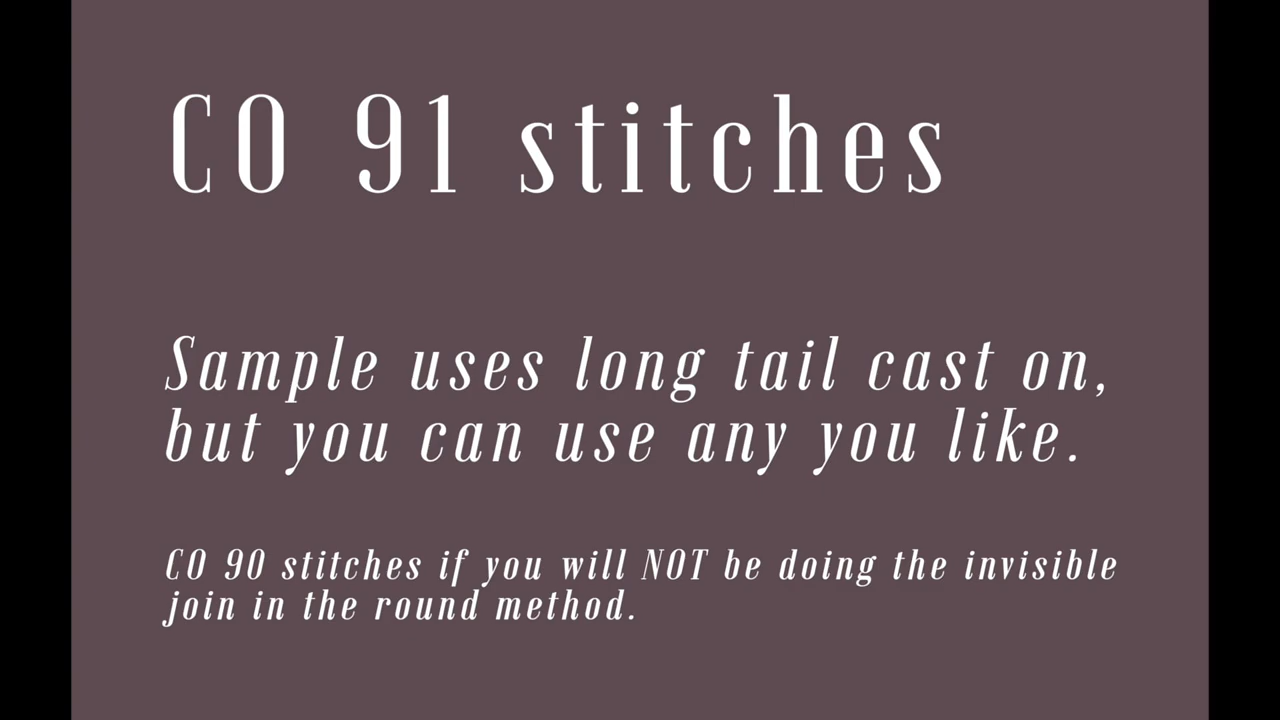 CO 91 stitches
Sample uses long tail cast on,
but you can use any you like.
CO 90 stitches if you will NOT be doing the invisible
join in the round method.